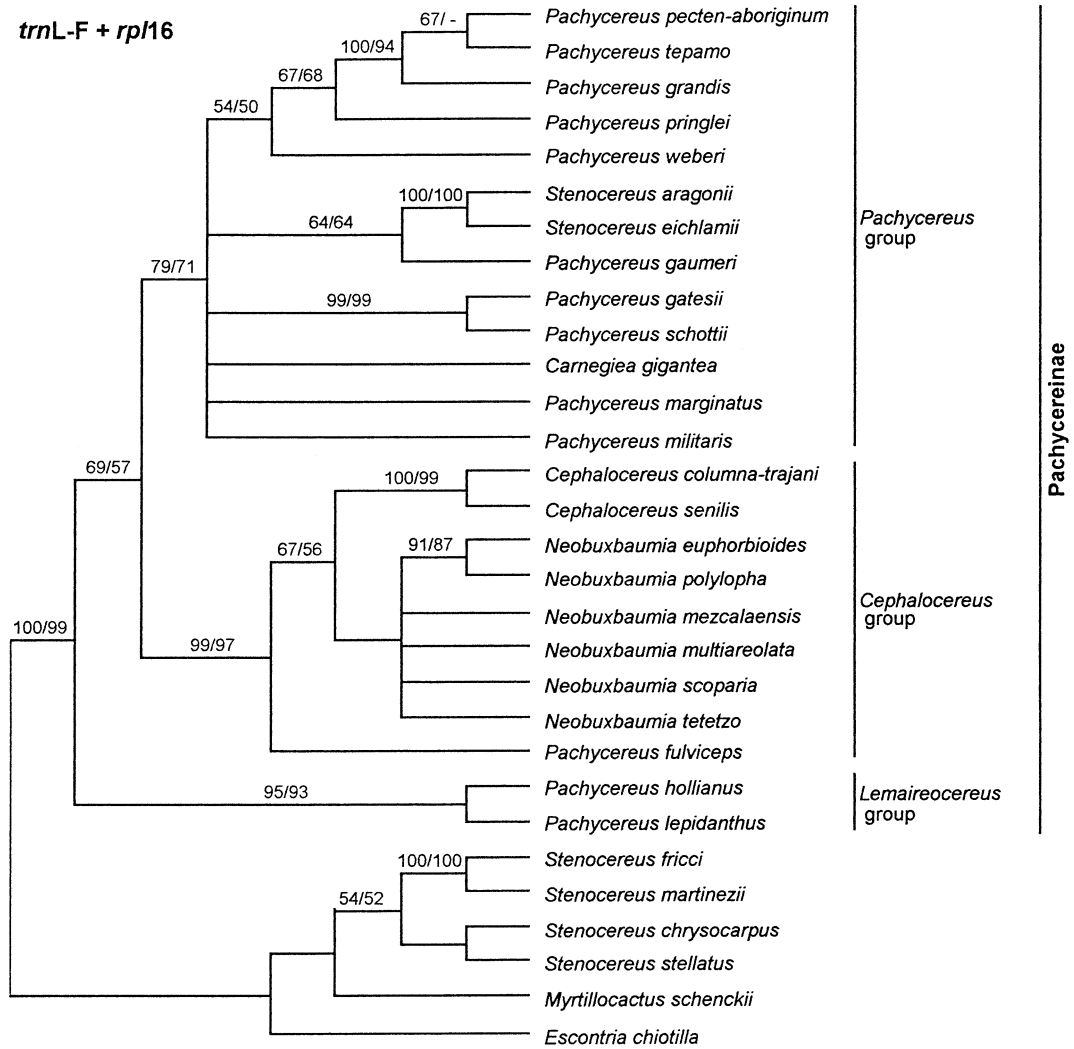 trnL-F + rpl16
67/ -
Pachycereus pecten-aboriginum
100/94
Pachycereus tepamo
67/68
Pachycereus grandis
54/50
Pachycereus pringlei
Pachycereus weberi
100/100
Stenocereus aragonii
64/64
Stenocereus eichlamii
Pachycereus gaumeri
79/71
99/99
Pachycereus gatesii
Pachycereus schottii
Carnegiea gigantea
Pachycereus marginatus
Pachycereus militaris
Pachycereus
group
69/57
100/99
Cephalocereus columna-trajani
Cephalocereus senilis
67/56
91/87
Neobuxbaumia euphorbioides
Neobuxbaumia polylopha
Neobuxbaumia mezcalaensis
99/97
Neobuxbaumia multiareolata
Neobuxbaumia scoparia
Neobuxbaumia tetetzo
Pachycereus fulviceps
Cephalocereus
group
100/99
95/93
Pachycereus hollianus
Pachycereus lepidanthus
Lemaireocereus
group
Pachycereinae
100/100
Stenocereus fricci
54/52
Stenocereus martinezii
Stenocereus chrysocarpus
Stenocereus stellatus
Myrtillocactus schenckii
Escontria chiotilla